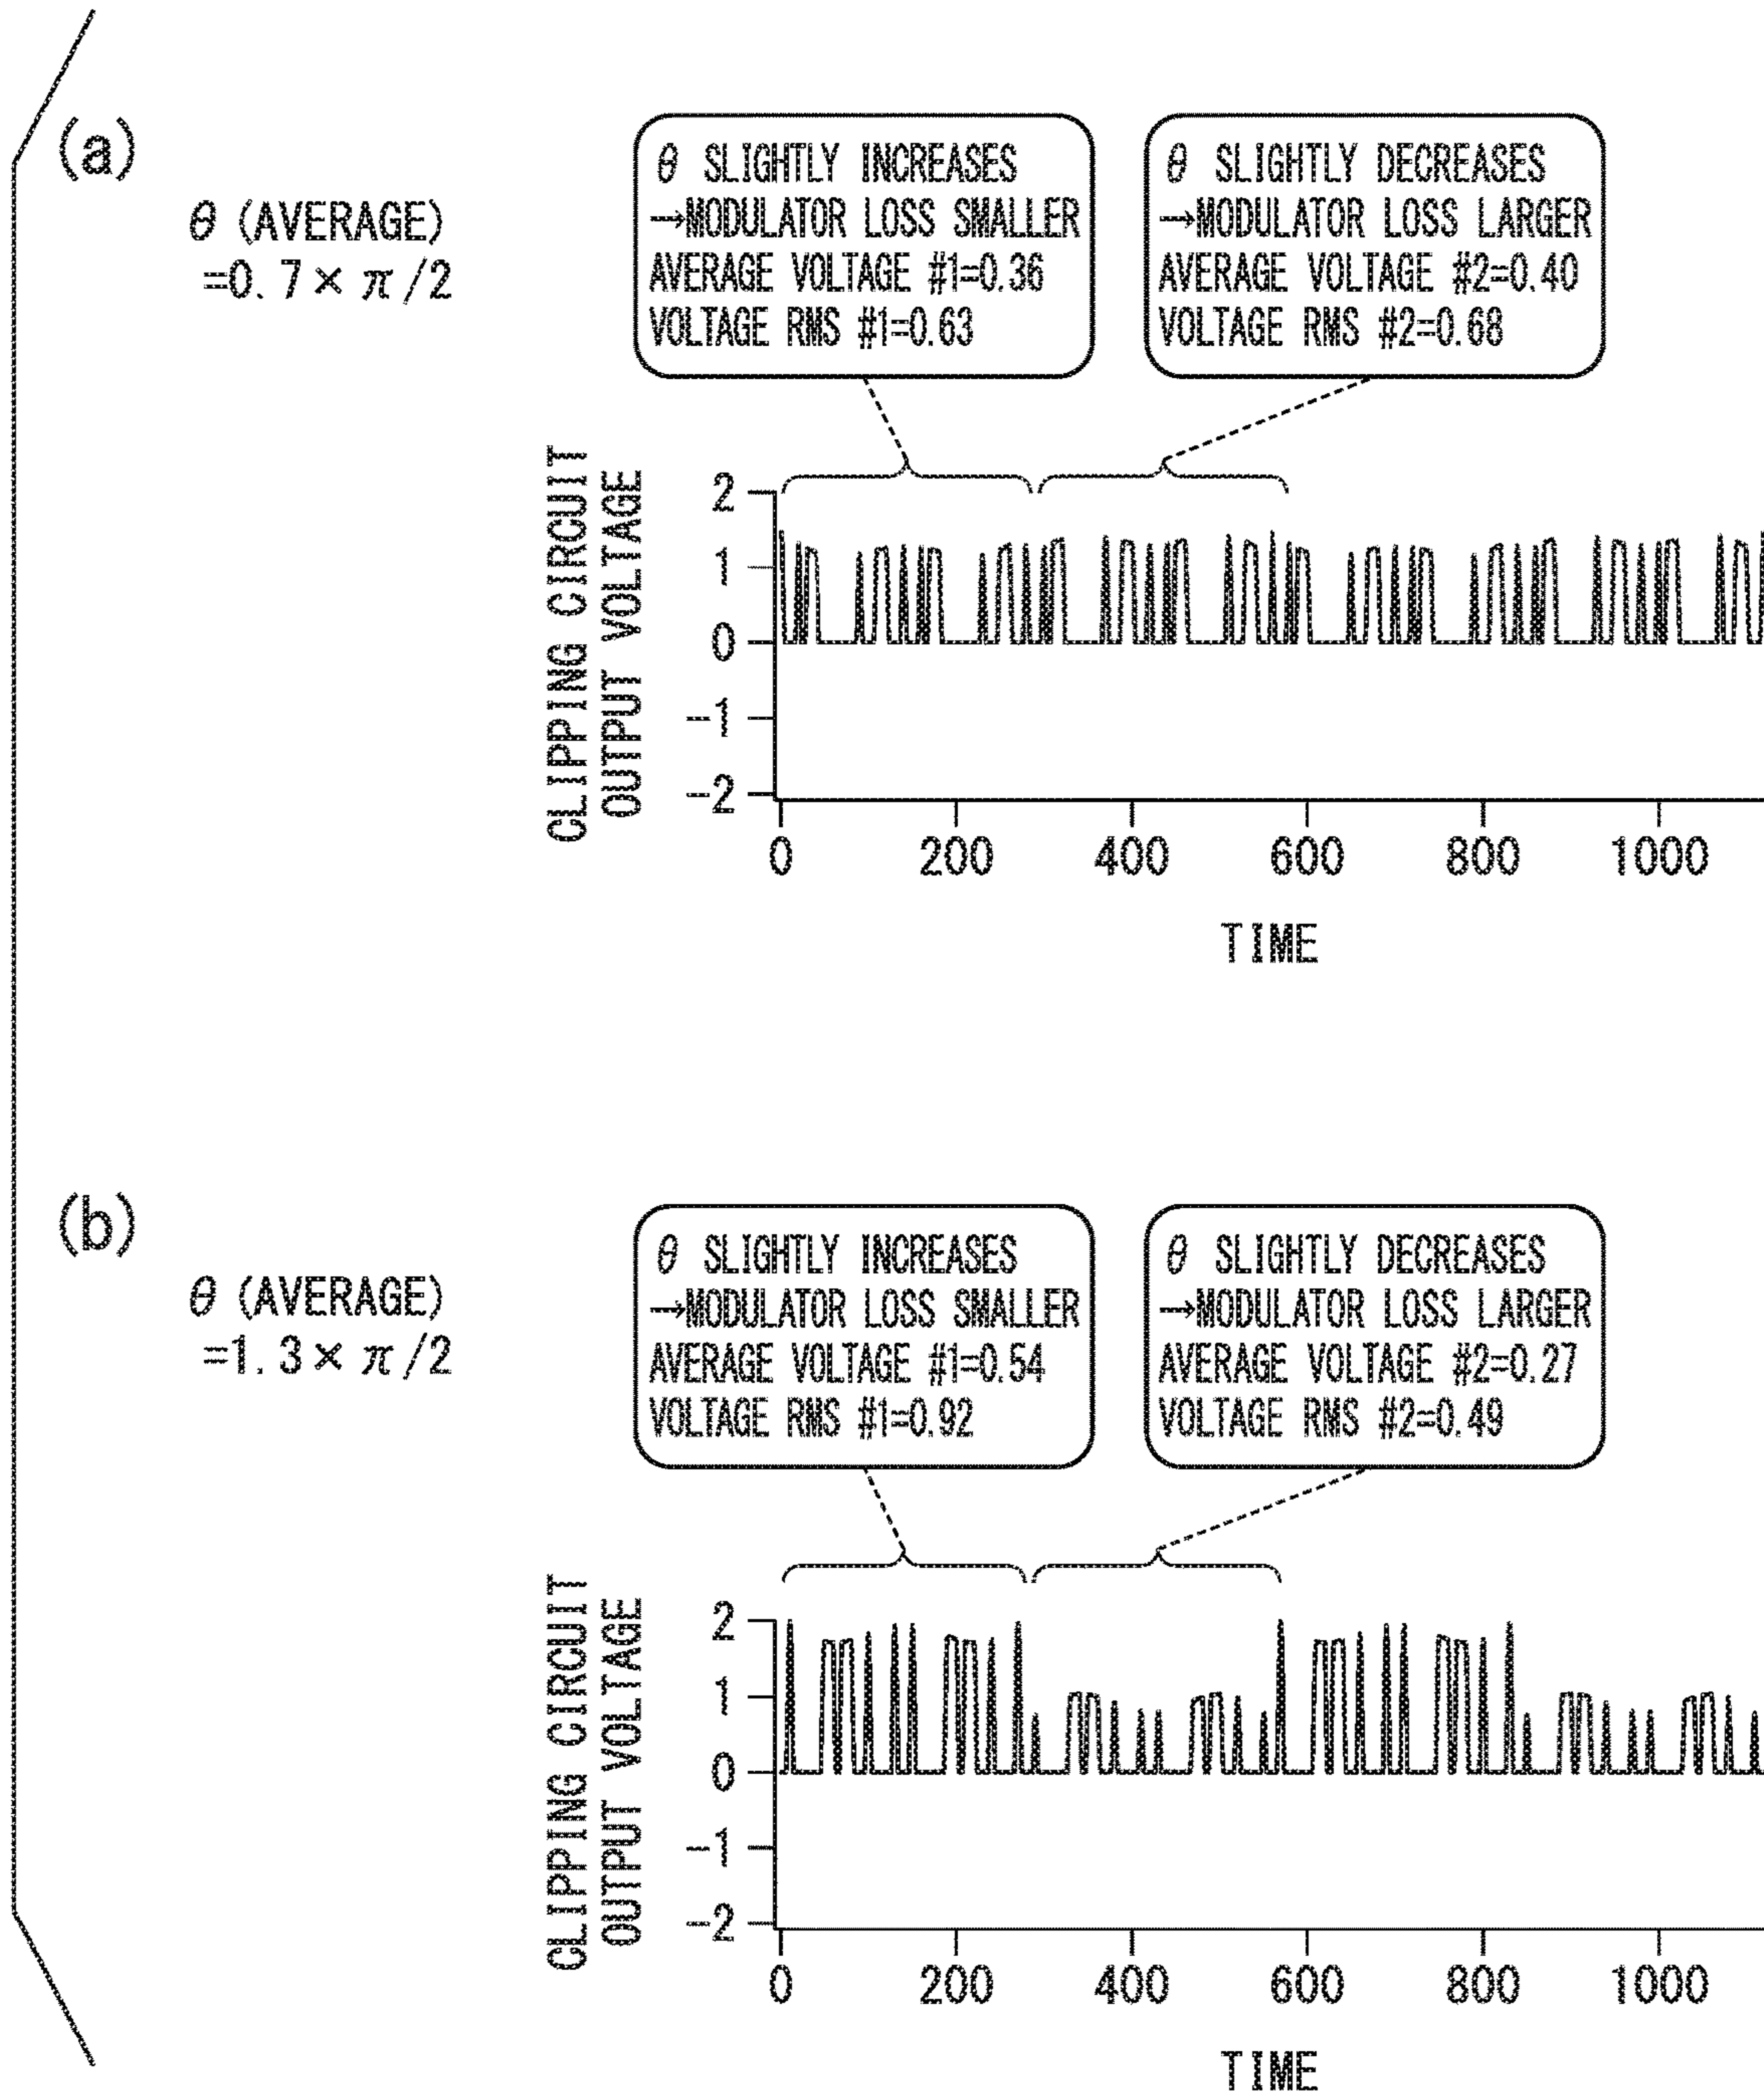 (a)
θ (AVERAGE)
=0.7×π/2
θ SLIGHTLY INCREASES
→MODULATOR LOSS SMALLER
AVERAGE VOLTAGE #1=0.36
VOLTAGE RMS #1=0.63
θ SLIGHTLY DECREASES
→MODULATOR LOSS LARGER
AVERAGE VOLTAGE #2=0.40
VOLTAGE RMS #2=0.68
CLIPPING CIRCUIT
OUTPUT VOLTAGE
2
1
0
-1
-2
0 200 400 600 800 1000
TIME
(b)
θ (AVERAGE)
=1.3×π/2
θ SLIGHTLY INCREASES
→MODULATOR LOSS SMALLER
AVERAGE VOLTAGE #1=0.54
VOLTAGE RMS #1=0.92
θ SLIGHTLY DECREASES
→MODULATOR LOSS LARGER
AVERAGE VOLTAGE #2=0.27
VOLTAGE RMS #2=0.49
CLIPPING CIRCUIT
OUTPUT VOLTAGE
2
1
0
-1
-2
0 200 400 600 800 1000
TIME